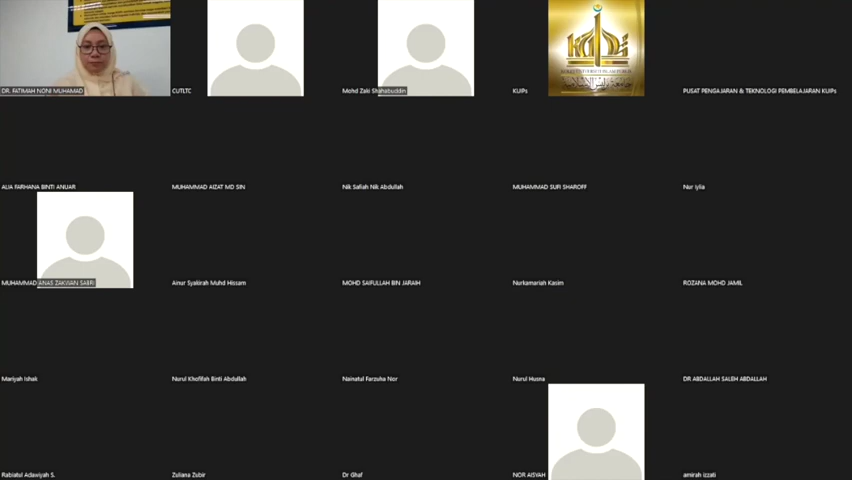 DR. FATIMAH NONI MUHAMAD
CUTLTC
Mohd Zaki Shahabuddin
KUIPs
PUSAT PENGAJARAN & TEKNOLOGI PEMBELAJARAN KUIPs
ALIA FARHANA BINTI ANUAR
MUHAMMAD AIZAT MD SIN
Nik Safiah Nik Abdullah
MUHAMMAD SUFI SHAROFF
Nur iylia
MUHAMMAD ANAS ZAKWAN SABRI
Ainur Syakirah Muhd Hissam
MOHD SAIFULLAH BIN JARAIH
Nurkamariah Kasim
ROZANA MOHD JAMIL
Mariyah Ishak
Nurul Khofifah Binti Abdullah
Nainatul Farzuha Nor
Nurul Husna
DR ABDALLAH SALEH ABDALLAH
Rabiatul Adawiyah S.
Zuliana Zubir
Dr Ghaf
NOR AISYAH
amirah izzati